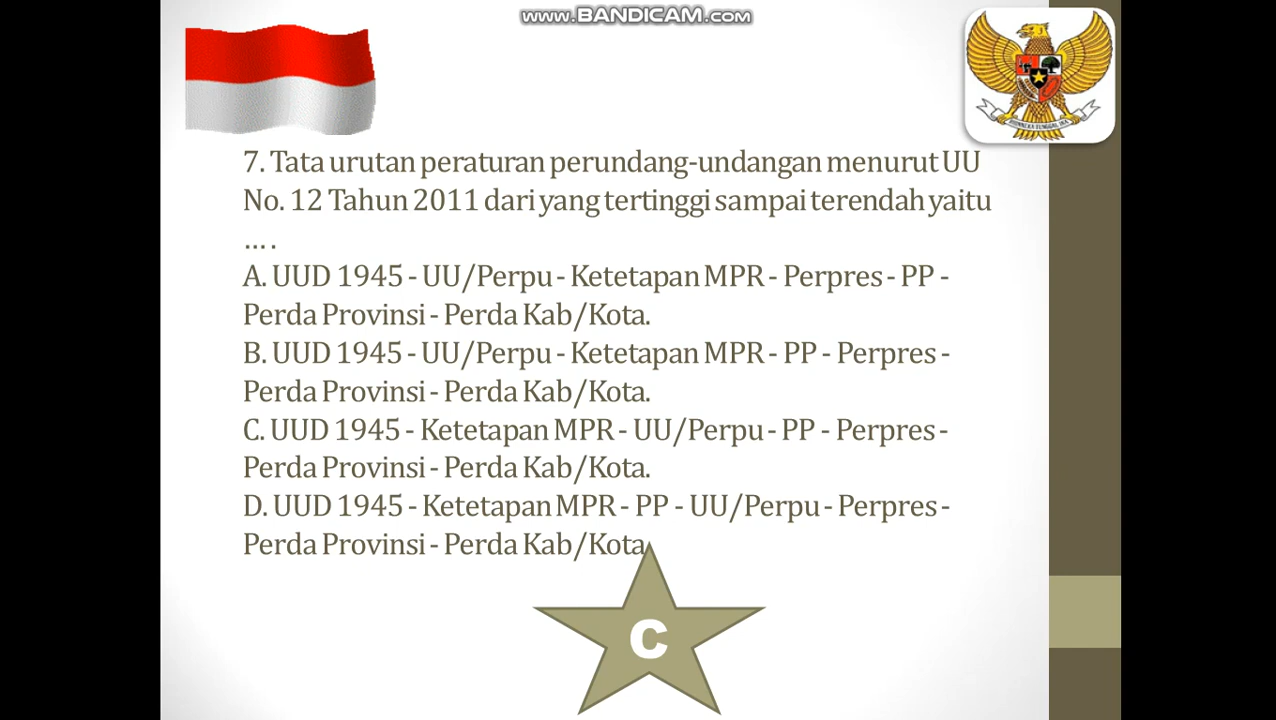 www.BANDICAM.com
7. Tata urutan peraturan perundang-undangan menurut UU
No. 12 Tahun 2011 dari yang tertinggi sampai terendah yaitu
... .
A. UUD 1945 - UU/Perpu - Ketetapan MPR - Perpres - PP -
Perda Provinsi - Perda Kab/Kota.
B. UUD 1945 - UU/Perpu - Ketetapan MPR - PP - Perpres -
Perda Provinsi - Perda Kab/Kota.
C. UUD 1945 - Ketetapan MPR - UU/Perpu - PP - Perpres -
Perda Provinsi - Perda Kab/Kota.
D. UUD 1945 - Ketetapan MPR - PP - UU/Perpu - Perpres -
Perda Provinsi - Perda Kab/Kota
C